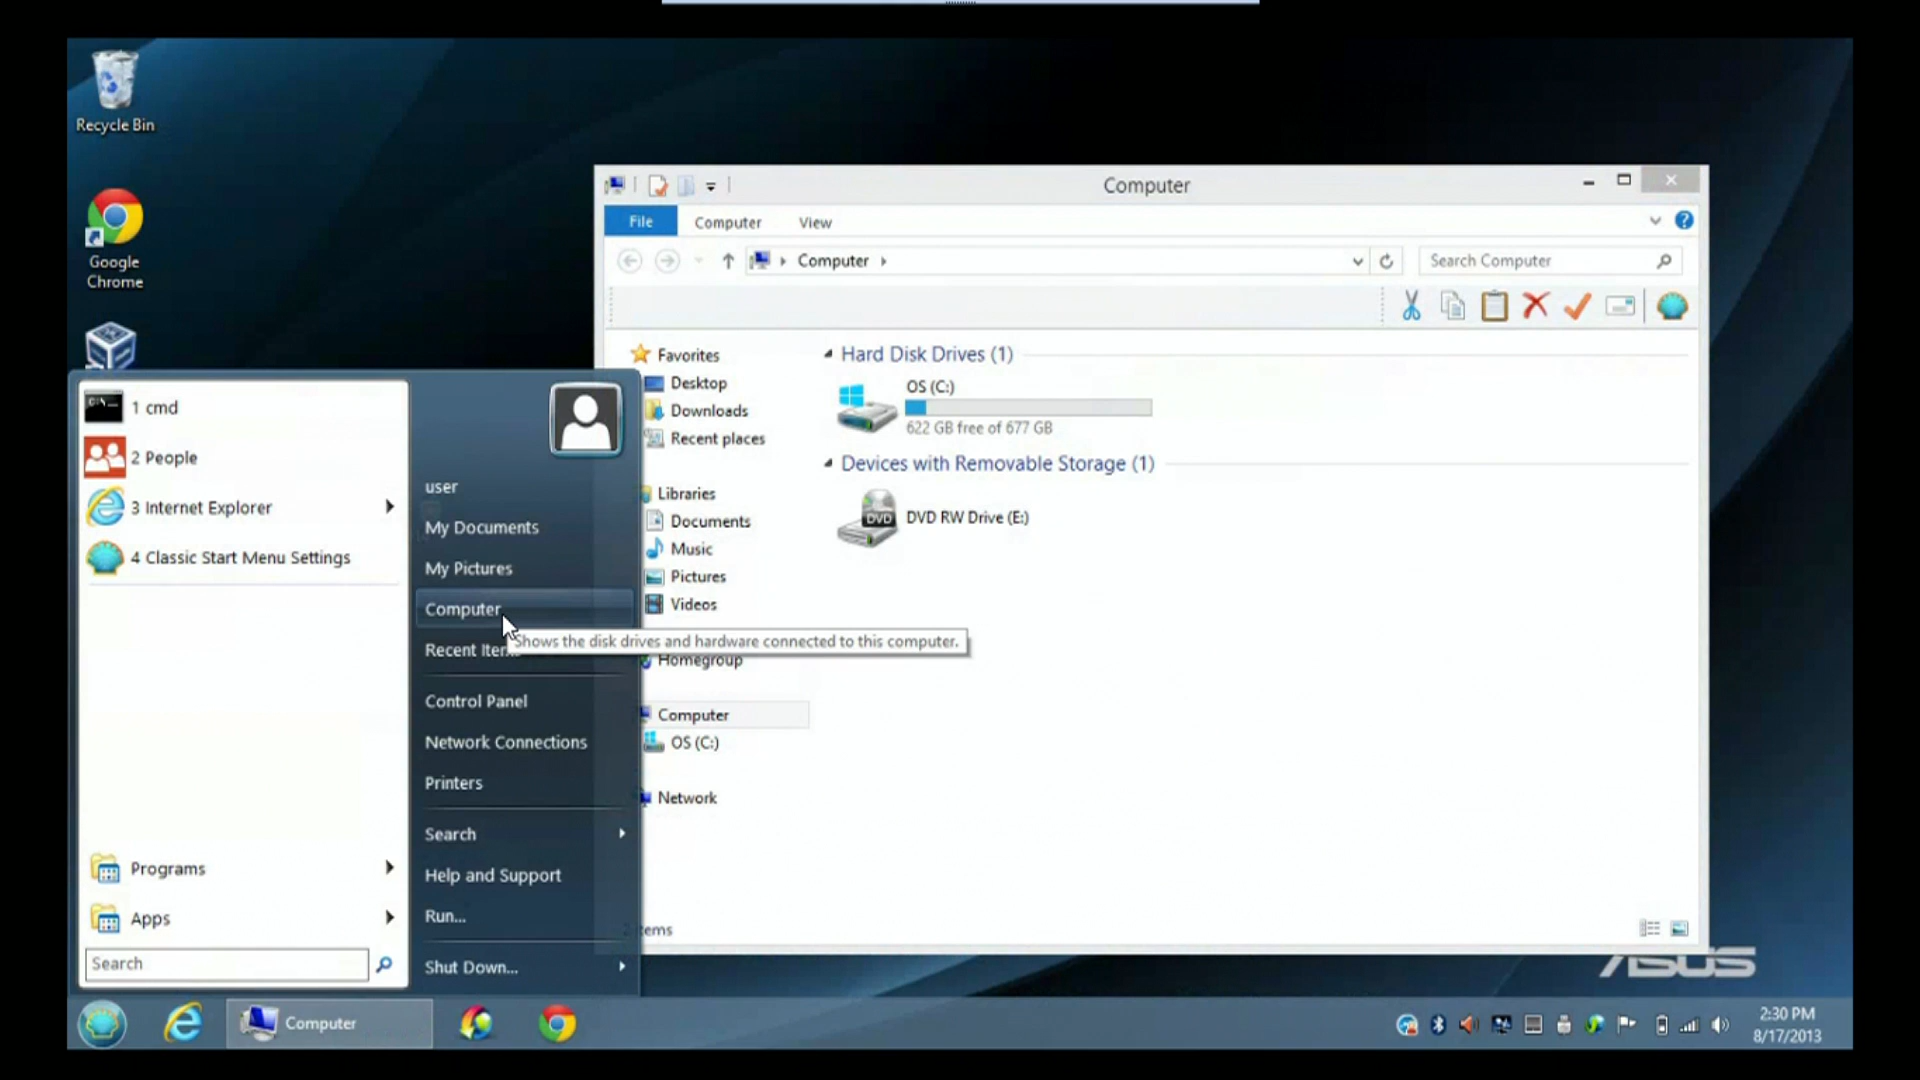 Recycle Bin
Google
Chrome
Computer
File
Computer
View
Computer
Search Computer
Favorites
Desktop
Downloads
Recent places
Libraries
Documents
Music
Pictures
Videos
Homegroup
Computer
OS (C:)
Network
Hard Disk Drives (1)
OS (C:)
622 GB free of 677 GB
Devices with Removable Storage (1)
DVD
DVD RW Drive (E:)
1 cmd
2 People
3 Internet Explorer
4 Classic Start Menu Settings
Programs
Apps
Search
user
My Documents
My Pictures
Computer
Shows the disk drives and hardware connected to this computer.
Recent
Control Panel
Network Connections
Printers
Search
Help and Support
Run...
Shut Down...
ASUS
Computer
2:30 PM
8/17/2013